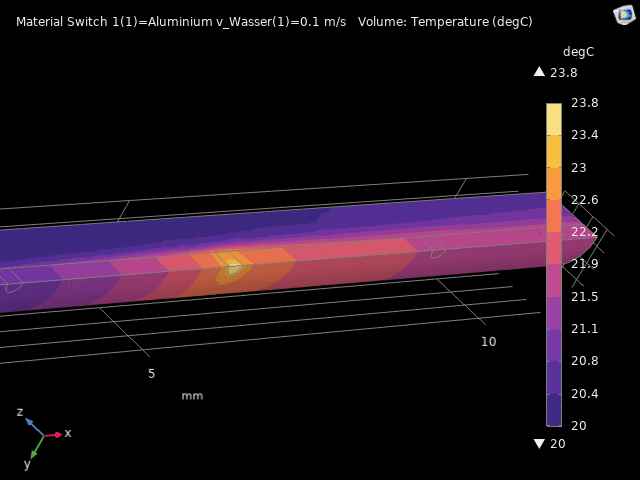 Material Switch 1(1)=Aluminium v_Wasser(1)=0.1 m/s   Volume: Temperature (degC)
degC
▲ 23.8
23.8
23.4
23
22.6
22.2
21.9
21.5
21.1
20.8
20.4
20
▼ 20
10
5
mm
z
x
y